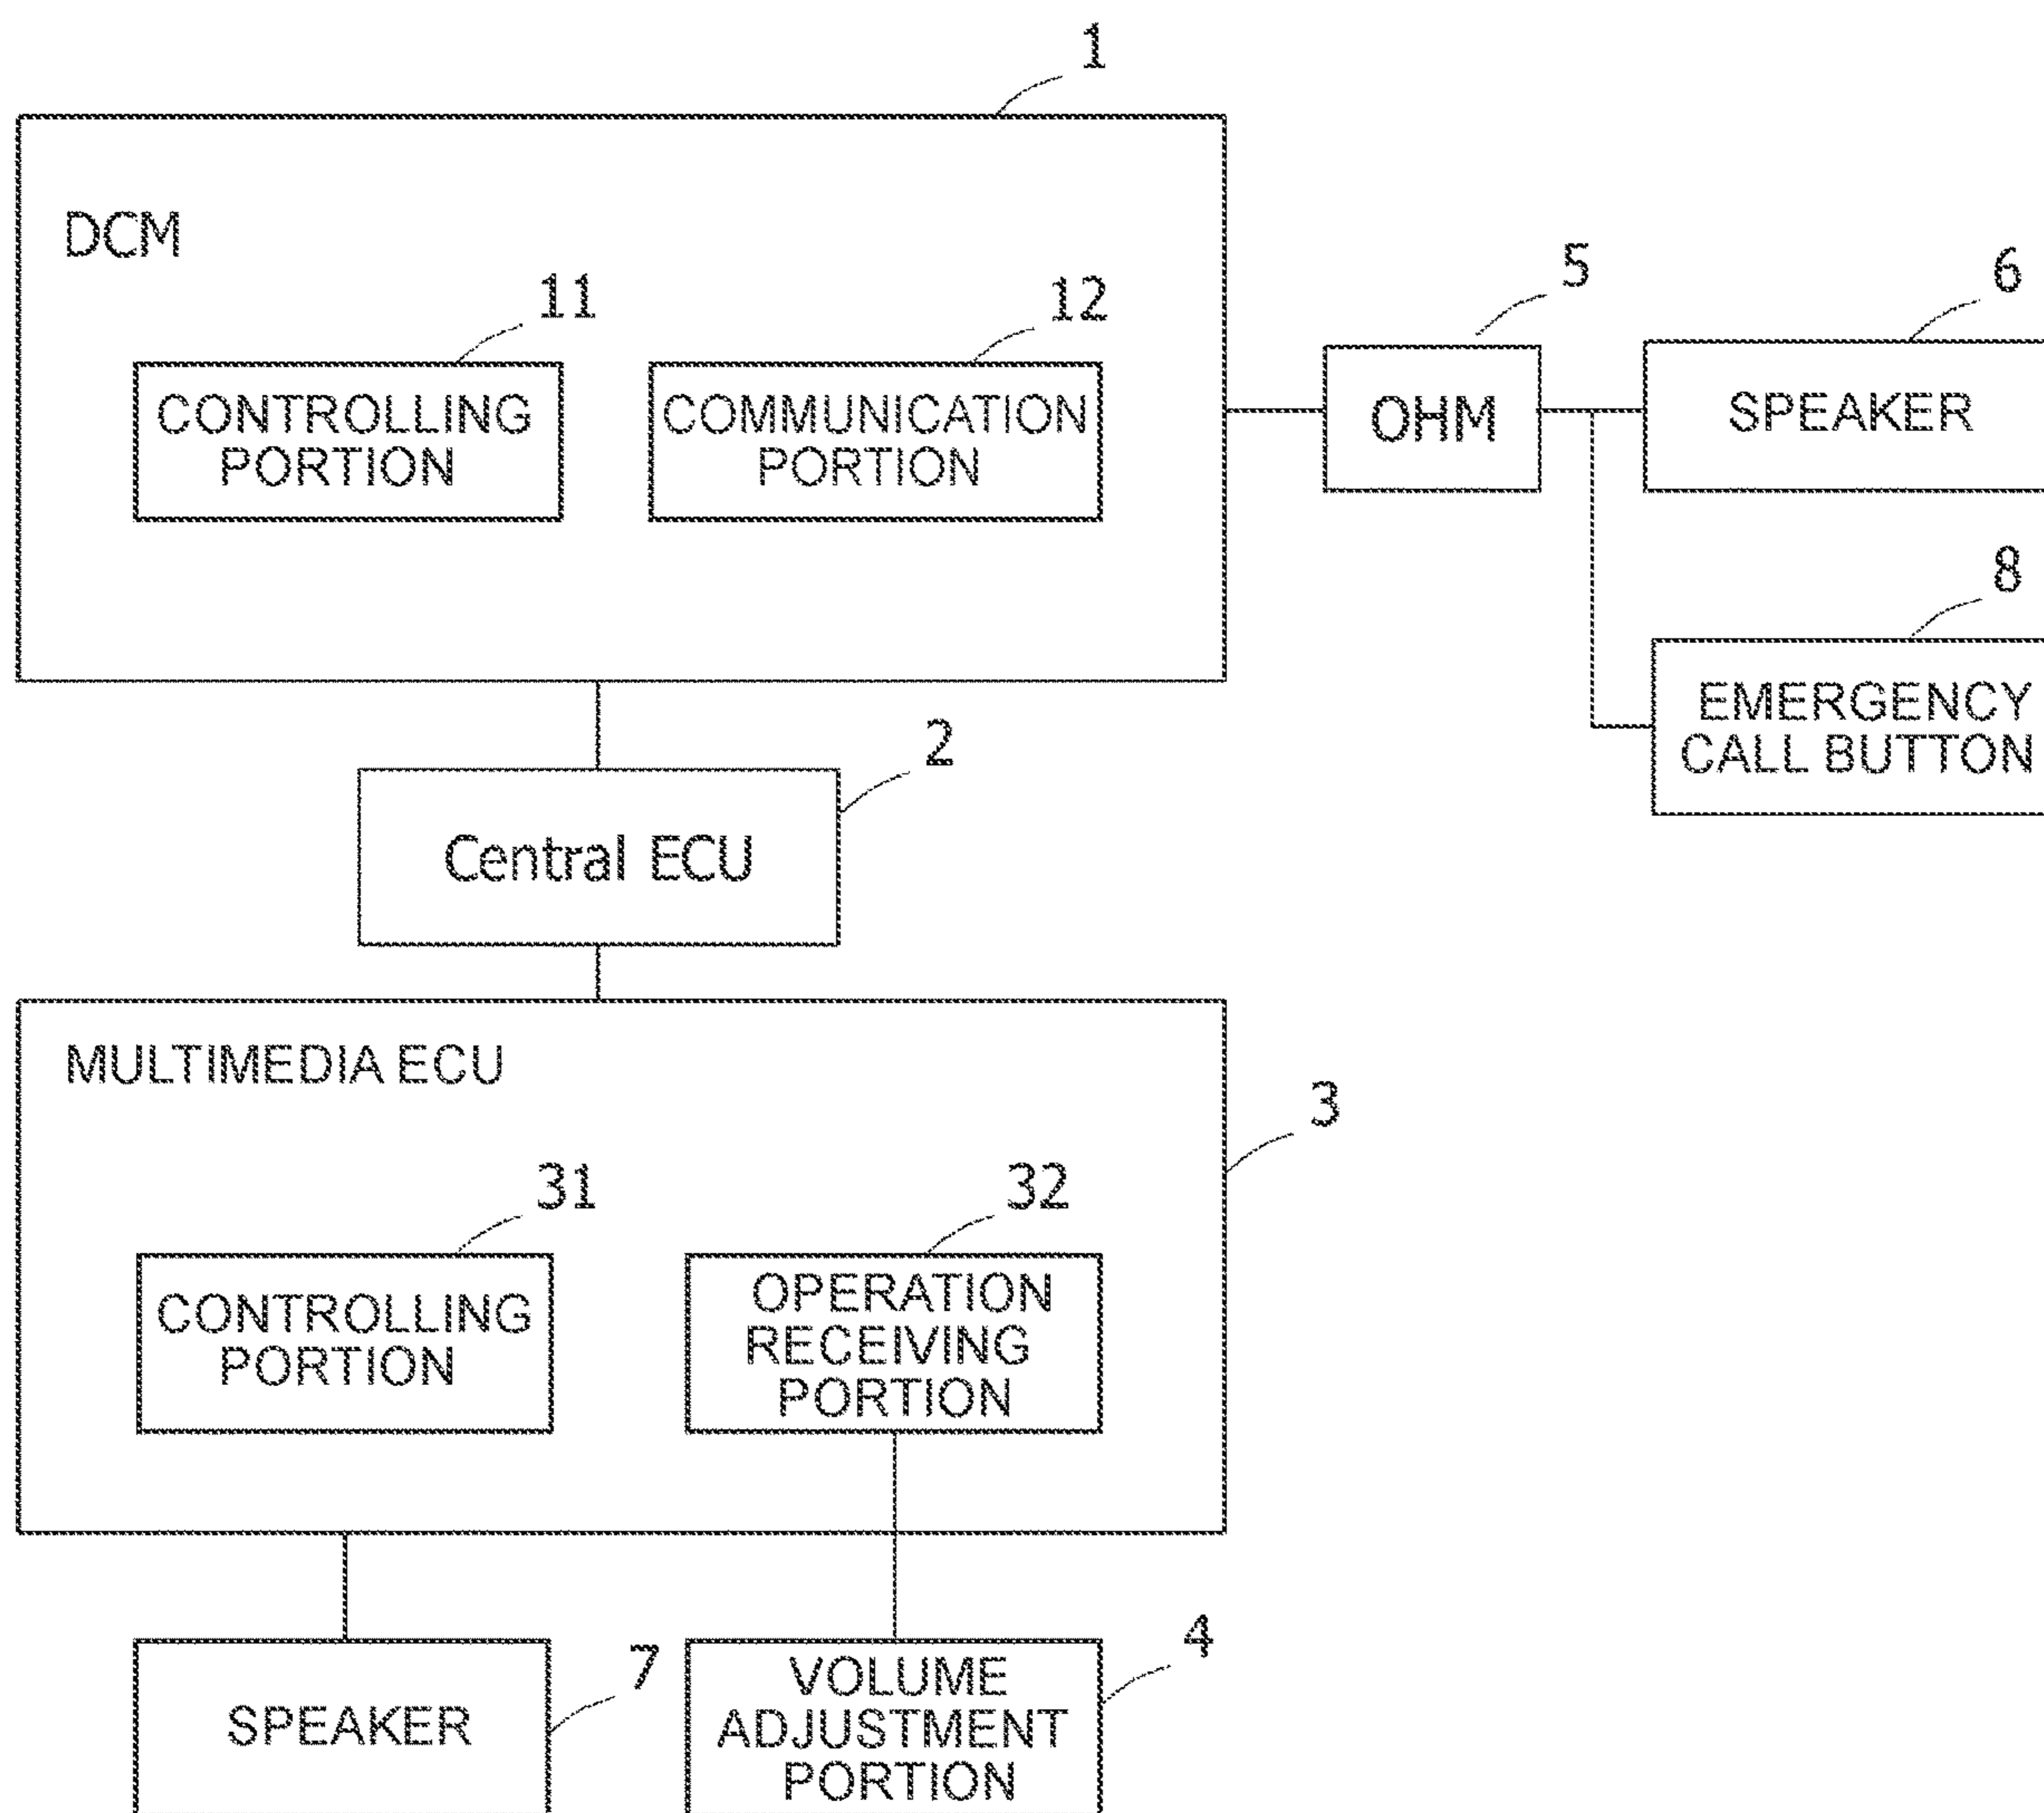 1
DCM
11
12
CONTROLLING
PORTION
COMMUNICATION
PORTION
5
OHM
6
SPEAKER
8
EMERGENCY
CALL BUTTON
2
Central ECU
MULTIMEDIA ECU
3
31
32
CONTROLLING
PORTION
OPERATION
RECEIVING
PORTION
7
SPEAKER
4
VOLUME
ADJUSTMENT
PORTION